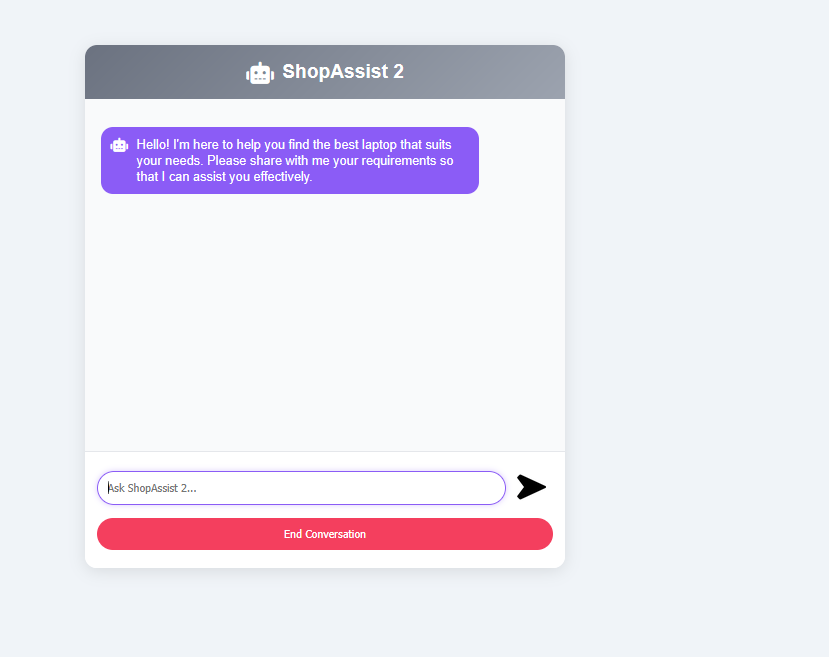 ShopAssist 2
Hello! I'm here to help you find the best laptop that suits
your needs. Please share with me your requirements so
that I can assist you effectively.
Ask ShopAssist 2...
End Conversation